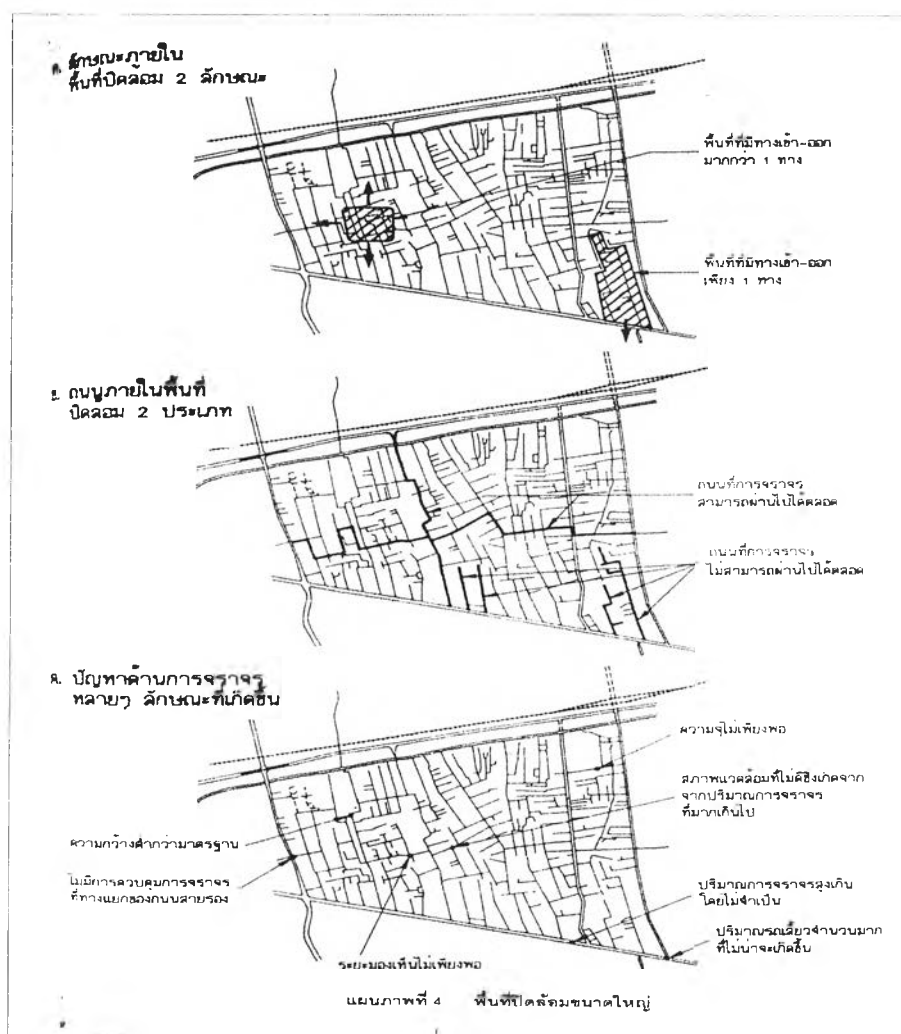 ก. ลักษณะภายใน
พื้นที่ปิดล้อม 2 ลักษณะ
พื้นที่ที่มีทางเข้า-ออก
มากกว่า 1 ทาง
พื้นที่ที่มีทางเข้า-ออก
เพียง 1 ทาง
ข. ถนนภายในพื้นที่
ปิดล้อม 2 ประเภท
ถนนที่การจราจร
สามารถผ่านไปได้ตลอด
ถนนที่การจราจร
ไม่สามารถผ่านไปได้ตลอด
ค. ปัญหาด้านการจราจร
หลายๆ ลักษณะที่เกิดขึ้น
ความจุไม่เพียงพอ
สภาพแวดล้อมที่ไม่ดีซึ่งเกิดจาก
จากปริมาณการจราจร
ที่มากเกินไป
ความกว้างต่ำกว่ามาตรฐาน
ไม่มีการควบคุมการจราจร
ที่ทางแยกของถนนสายรอง
ปริมาณการจราจรสูงเกิน
โดยไม่จำเป็น
ปริมาณรถเลี้ยวจำนวนมาก
ที่ไม่น่าจะเกิดขึ้น
ระยะมองเห็นไม่เพียงพอ
แผนภาพที่ 4 พื้นที่ปิดล้อมขนาดใหญ่